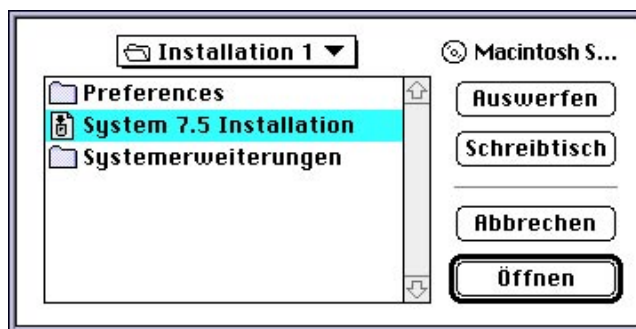 Installation 1
Macintosh S...
Preferences
System 7.5 Installation
Systemerweiterungen
Auswerfen
Schreibtisch
Abbrechen
Öffnen